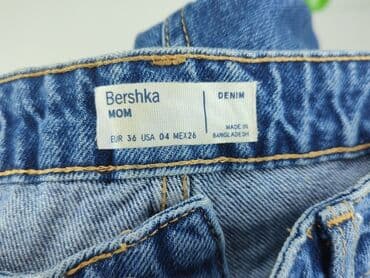 Bershka
MOM
EUR 36 USA 04 MEX26
DENIM
MADE IN
BANGLADESH